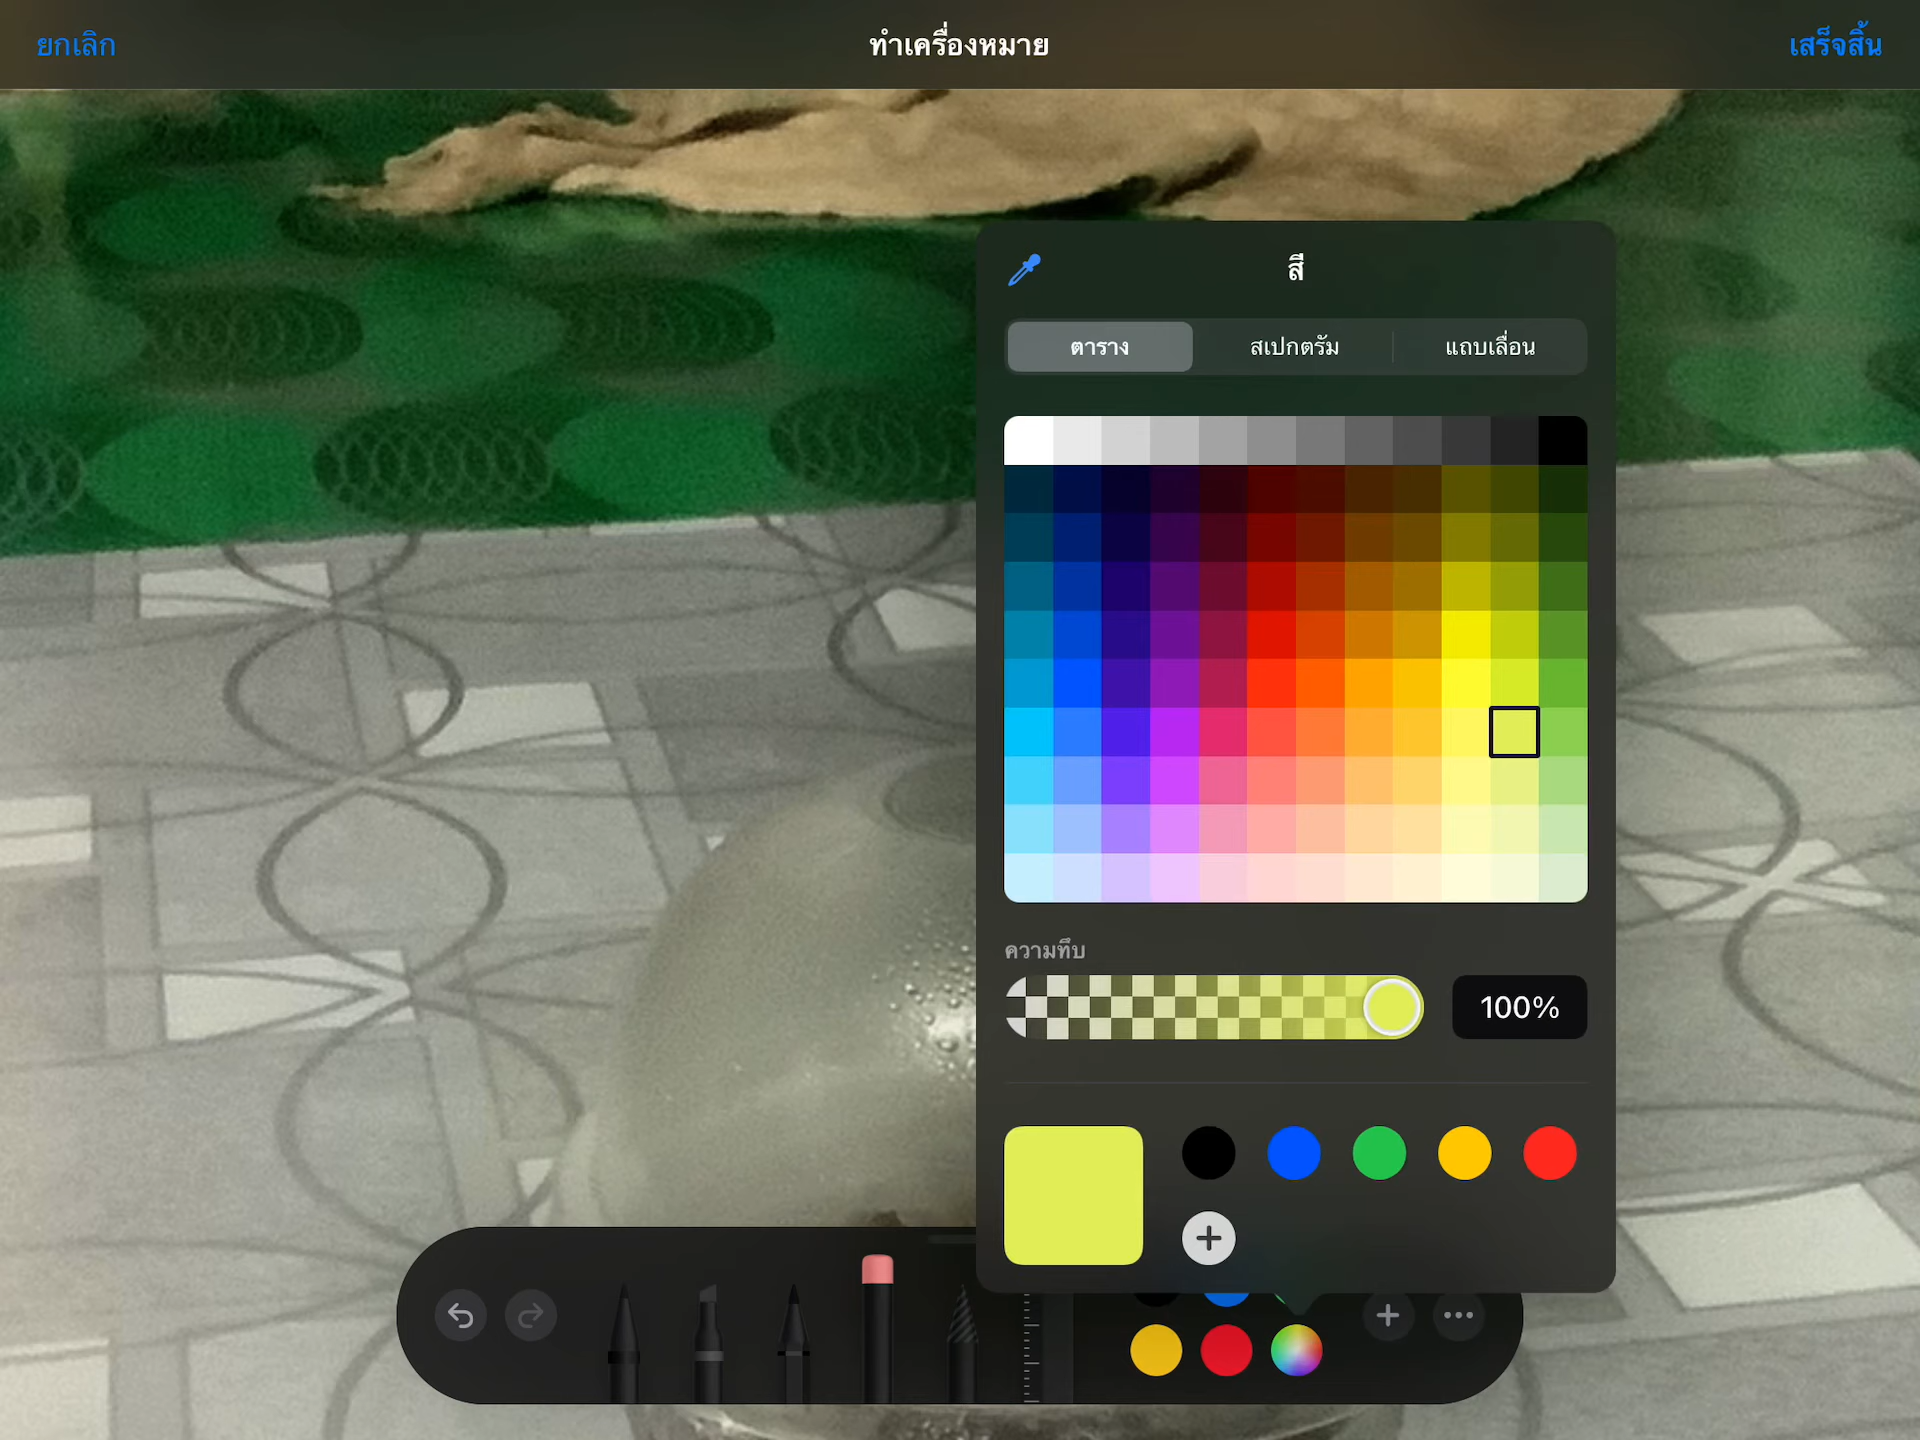 ยกเลิก
ทำเครื่องหมาย
เสร็จสิ้น
สี
ตาราง
สเปกตรัม
แถบเลื่อน
ความทึบ
100%